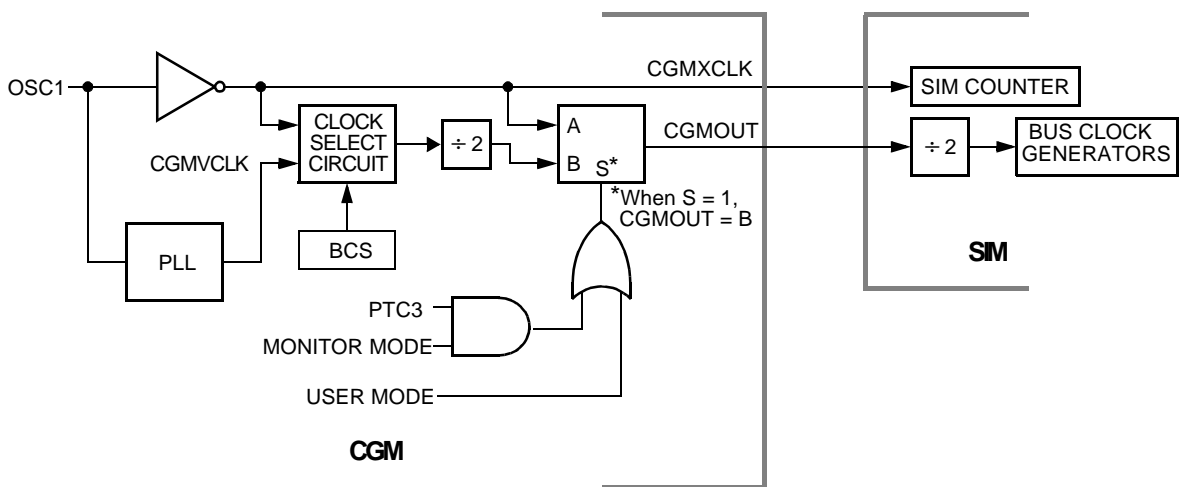 OSC1
CGMXCLK
SIM COUNTER
CLOCK
SELECT
CIRCUIT
÷ 2
A
B S*
CGMOUT
÷ 2
BUS CLOCK
GENERATORS
CGMVCLK
*When S = 1,
CGMOUT = B
BCS
PLL
SIM
PTC3
MONITOR MODE
USER MODE
CGM